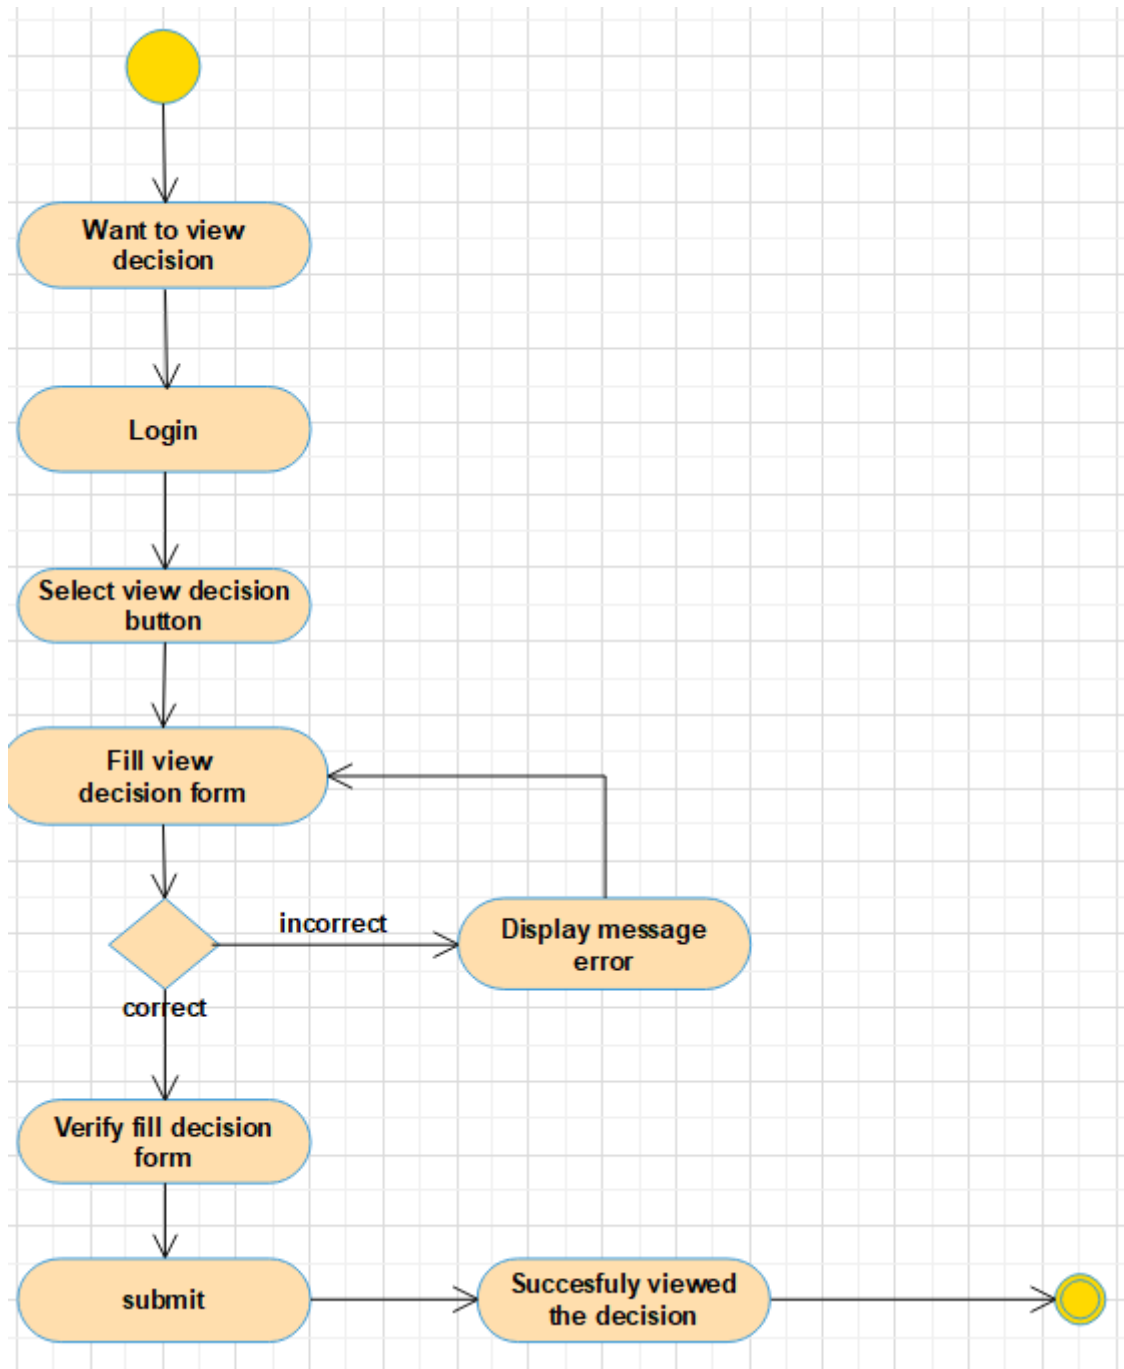 Want to view
decision
Login
Select view decision
button
Fill view
decision form
incorrect
Display message
error
correct
Verify fill decision
form
submit
Succesfuly viewed
the decision